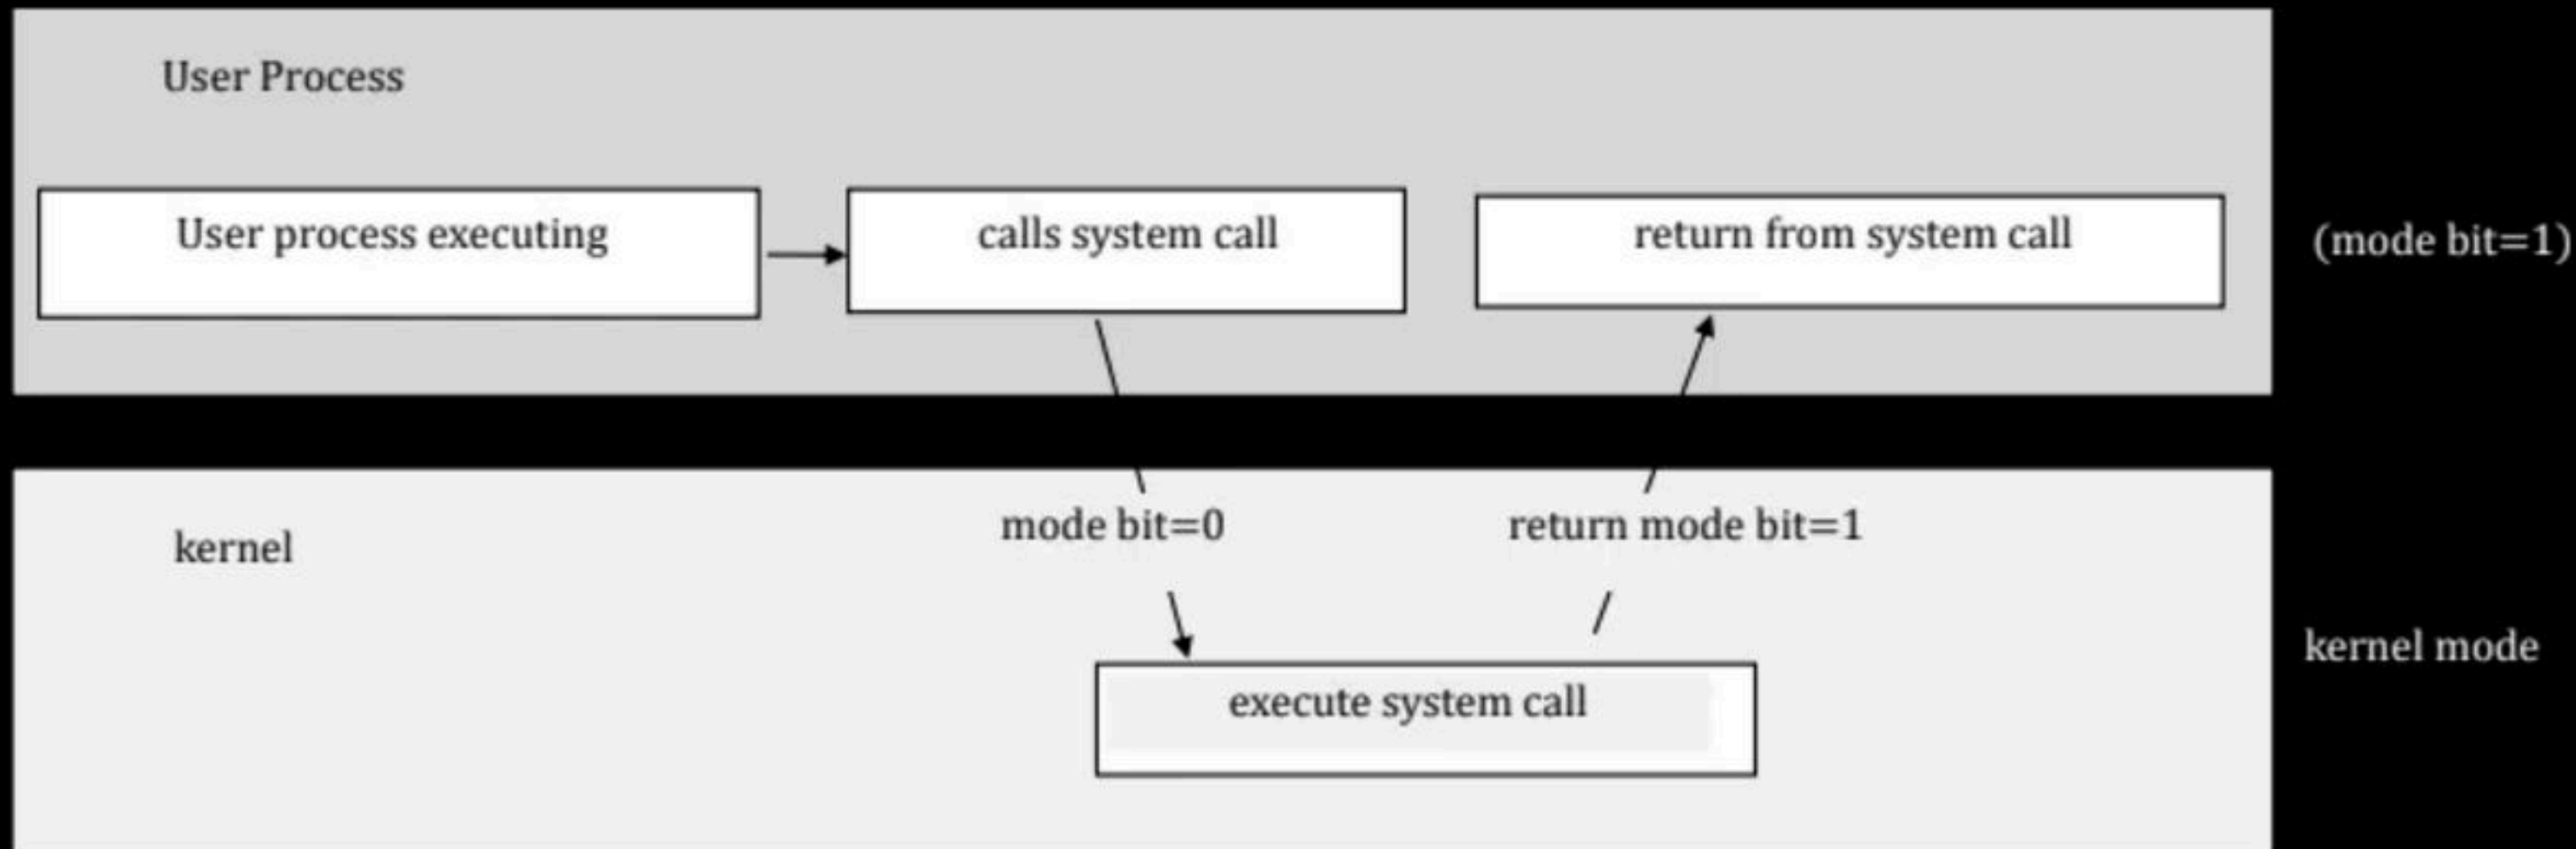 User Process
User process executing
calls system call
return from system call
(mode bit=1)
kernel
mode bit=0
return mode bit=1
kernel mode
execute system call